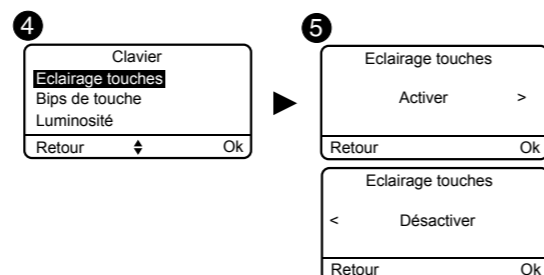 4
Clavier
Eclairage touches
Bips de touche
Luminosité
Retour Ok
5
Eclairage touches
Activer >
Retour Ok
Eclairage touches
< Désactiver
Retour Ok